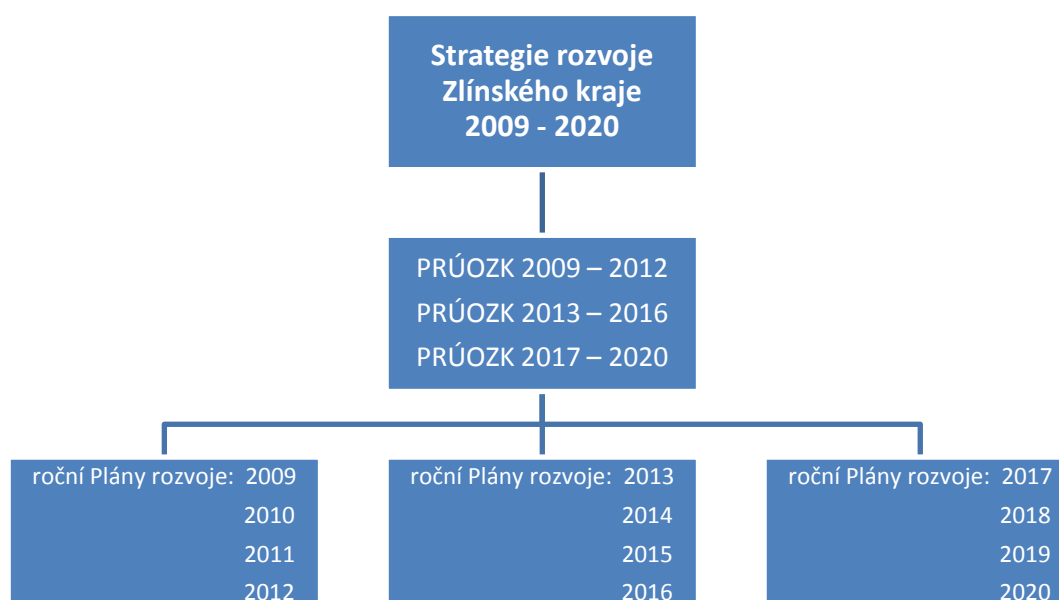 Strategie rozvoje
Zlínského kraje
2009 - 2020
PRÚOZK 2009 – 2012
PRÚOZK 2013 – 2016
PRÚOZK 2017 – 2020
roční Plány rozvoje: 2009
2010
2011
2012
roční Plány rozvoje: 2013
2014
2015
2016
roční Plány rozvoje: 2017
2018
2019
2020